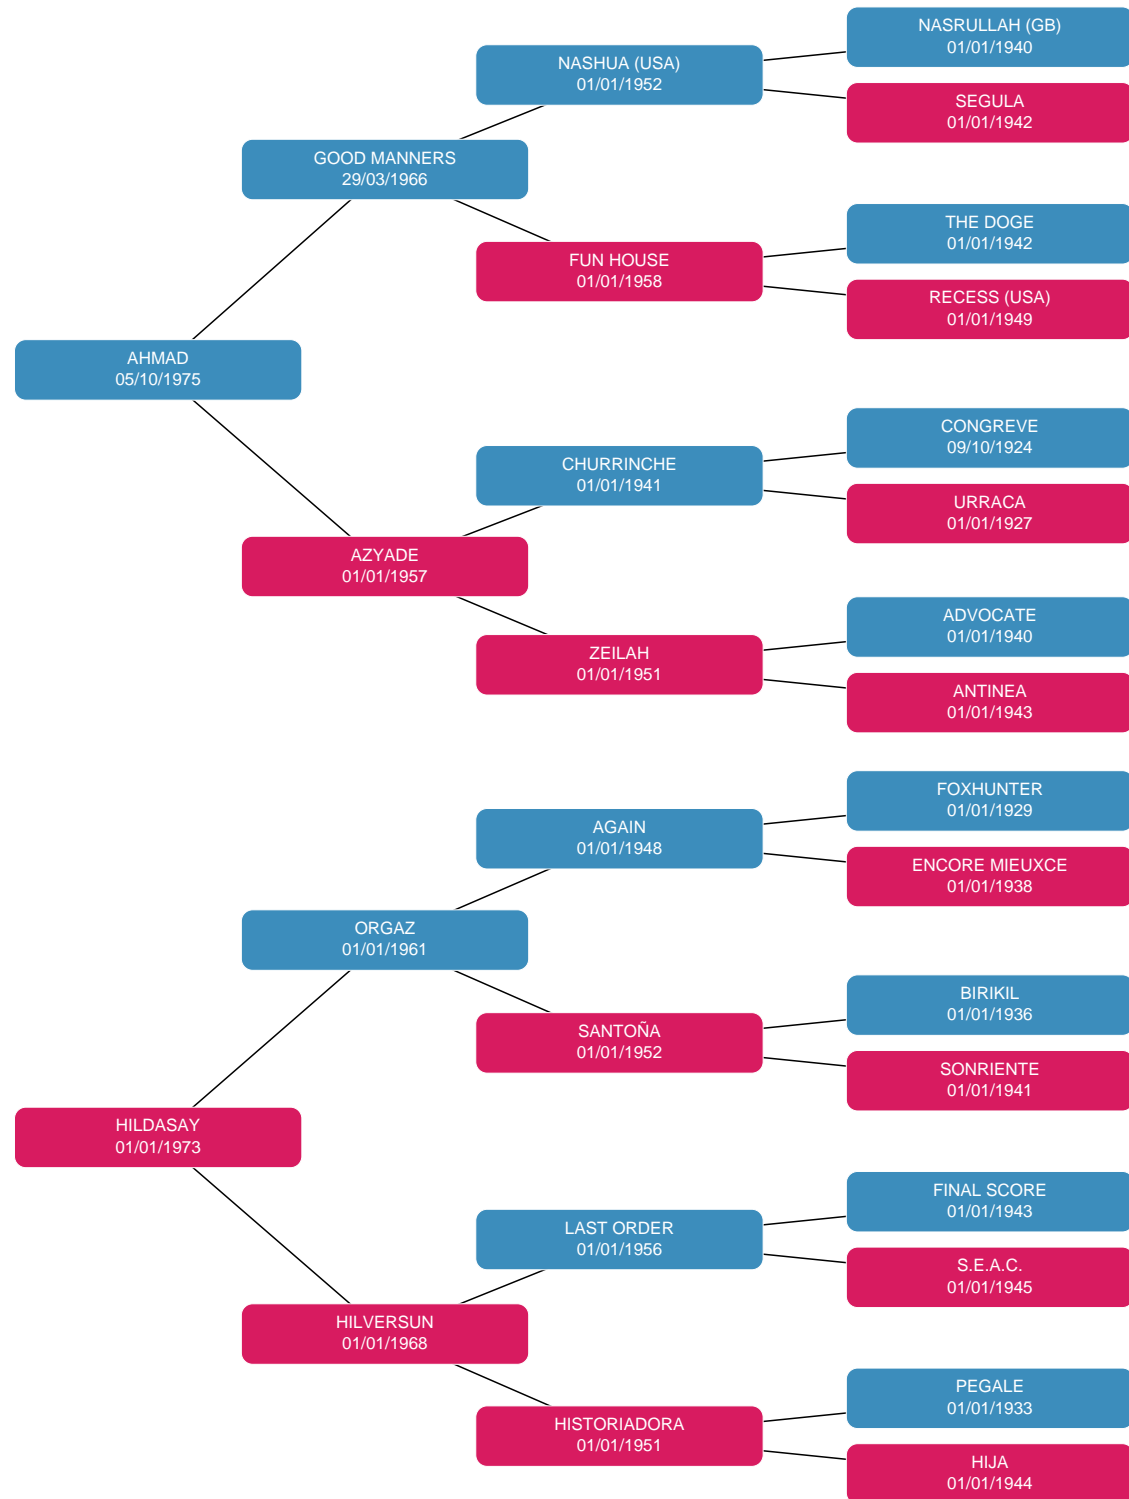 NASRULLAH (GB)
01/01/1940
NASHUA (USA)
01/01/1952
SEGULA
01/01/1942
GOOD MANNERS
29/03/1966
THE DOGE
01/01/1942
FUN HOUSE
01/01/1958
RECESS (USA)
01/01/1949
AHMAD
05/10/1975
CONGREVE
09/10/1924
CHURRINCHE
01/01/1941
URRACA
01/01/1927
AZYADE
01/01/1957
ADVOCATE
01/01/1940
ZEILAH
01/01/1951
ANTINEA
01/01/1943
FOXHUNTER
01/01/1929
AGAIN
01/01/1948
ENCORE MIEUXCE
01/01/1938
ORGAZ
01/01/1961
BIRIKIL
01/01/1936
SANTOÑA
01/01/1952
SONRIENTE
01/01/1941
HILDASAY
01/01/1973
FINAL SCORE
01/01/1943
LAST ORDER
01/01/1956
S.E.A.C.
01/01/1945
HILVERSUN
01/01/1968
PEGALE
01/01/1933
HISTORIADORA
01/01/1951
HIJA
01/01/1944